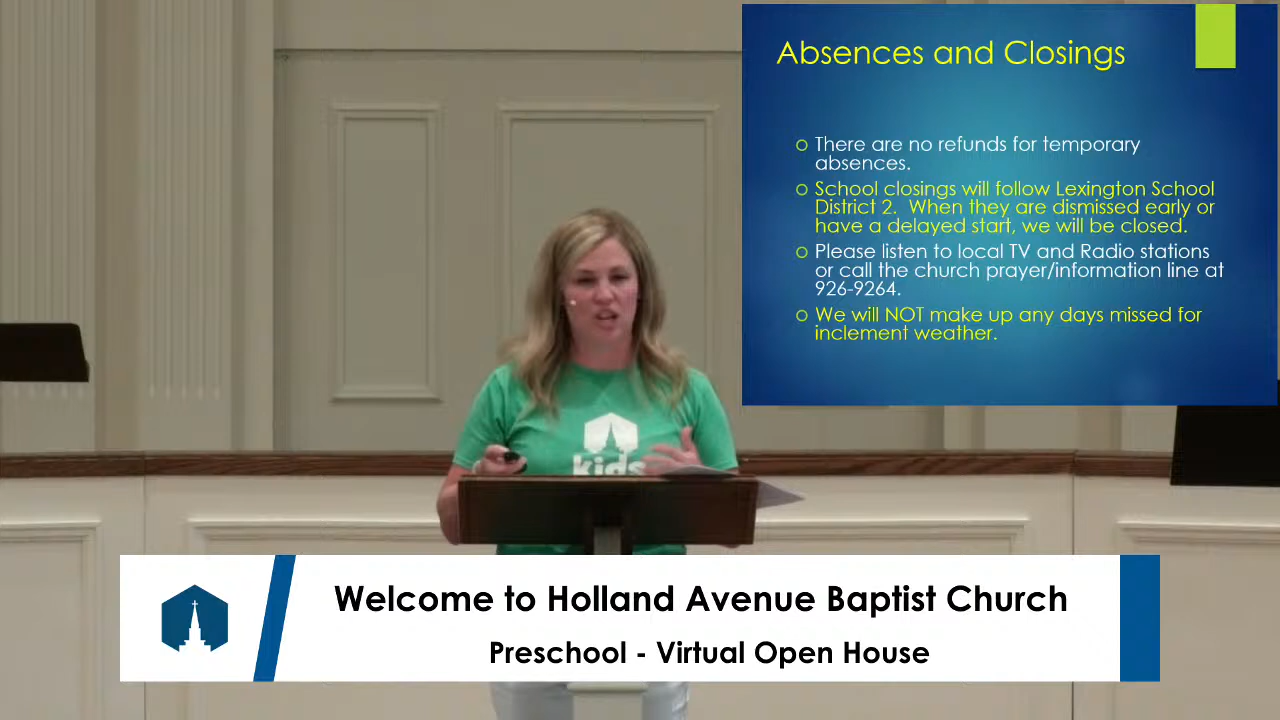 Absences and Closings
There are no refunds for temporary
absences.
School closings will follow Lexington School
District 2. When they are dismissed early or
have a delayed start, we will be closed.
Please listen to local TV and Radio stations
or call the church prayer/information line at
926-9264.
We will NOT make up any days missed for
inclement weather.
kids
Welcome to Holland Avenue Baptist Church
Preschool - Virtual Open House